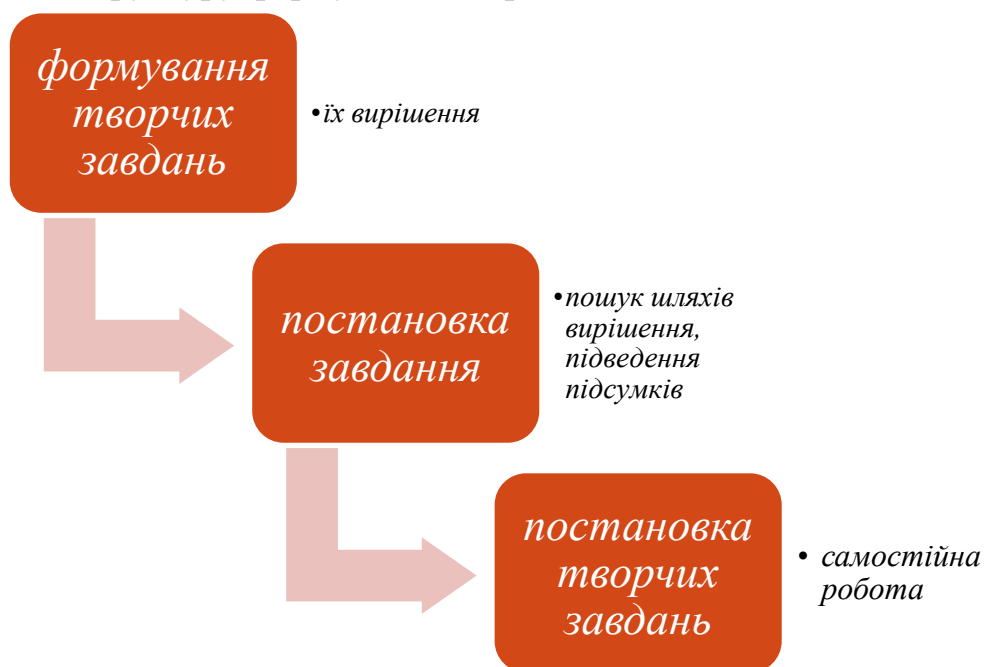 формування
творчих
завдань
•їх вирішення
постановка
завдання
•пошук шляхів
вирішення,
підведення
підсумків
постановка
творчих
завдань
• самостійна
робота